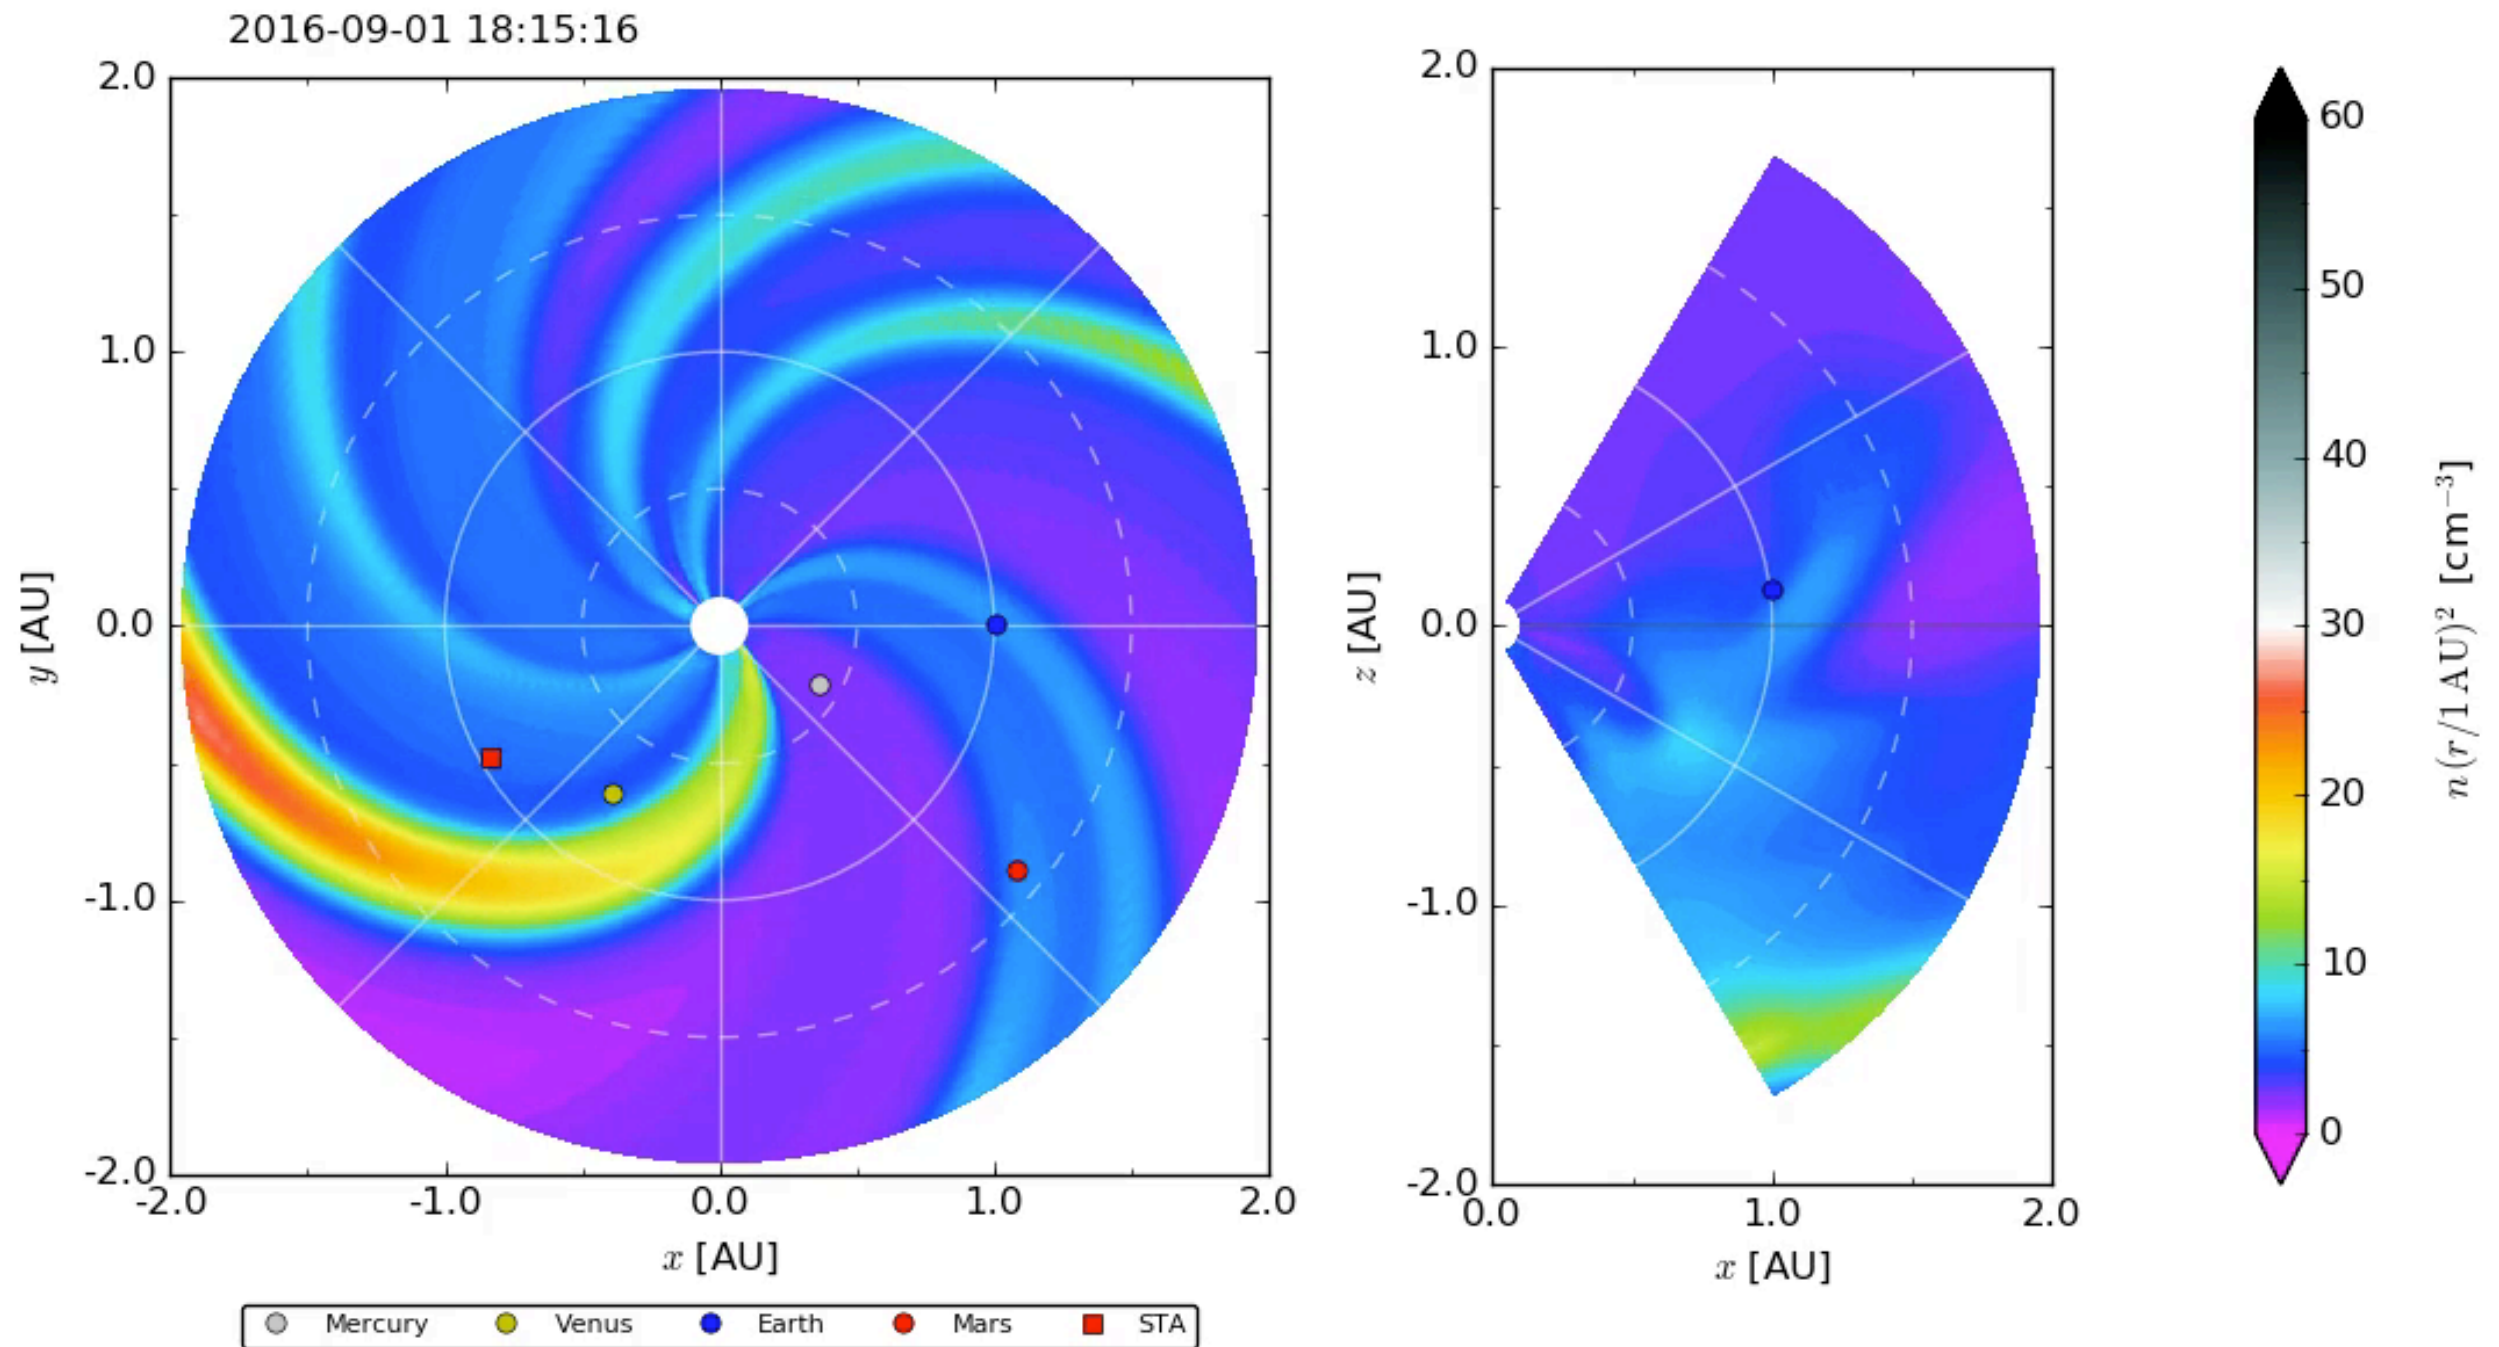 2016-09-01 18:15:16
2.0
1.0
0.0
-1.0
-2.0
y [AU]
-2.0 -1.0 0.0 1.0 2.0
x [AU]
Mercury Venus Earth Mars STA
2.0
1.0
0.0
-1.0
-2.0
z [AU]
0.0 1.0 2.0
x [AU]
60
50
40
30
20
10
0
n(r/1 AU)² [cm⁻³]